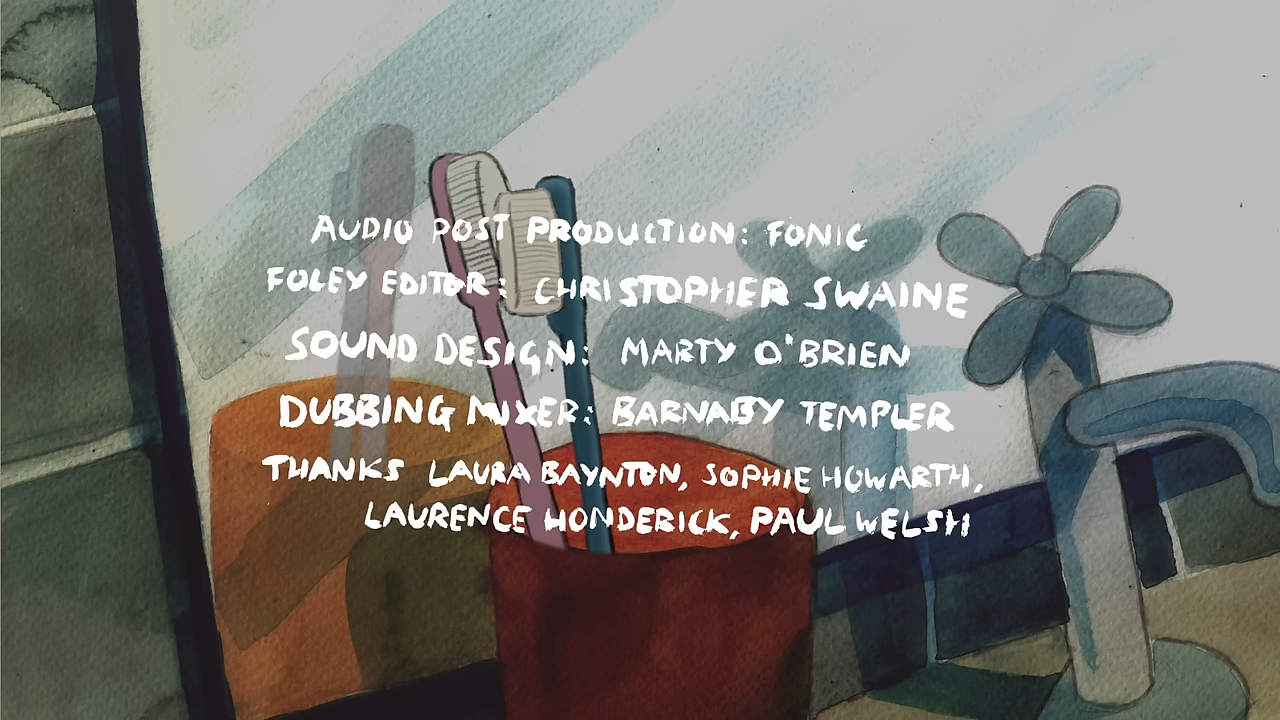 AUDIO POST PRODUCTION: FONIC
FOLEY EDITOR: CHRISTOPHER SWAINE
SOUND DESIGN: MARTY O'BRIEN
DUBBING MIXER: BARNABY TEMPLER
THANKS LAURA BAYNTON, SOPHIE HOWARTH,
LAURENCE HONDERICK, PAUL WELSH